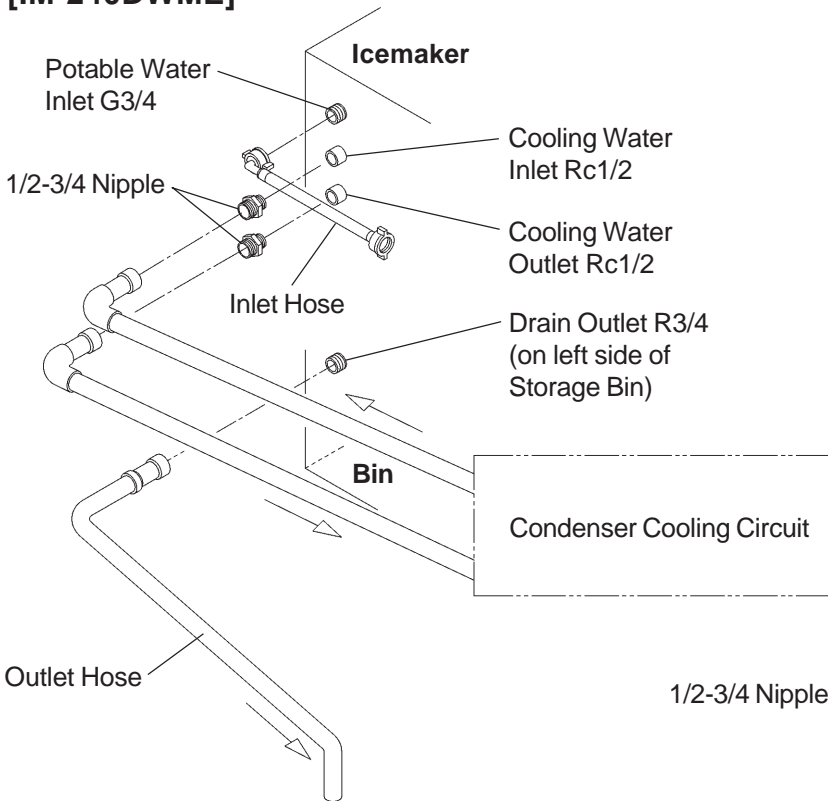 Icemaker
Potable Water
Inlet G3/4
Cooling Water
Inlet Rc1/2
1/2-3/4 Nipple
Cooling Water
Outlet Rc1/2
Inlet Hose
Drain Outlet R3/4
(on left side of
Storage Bin)
Bin
Condenser Cooling Circuit
Outlet Hose
1/2-3/4 Nipple